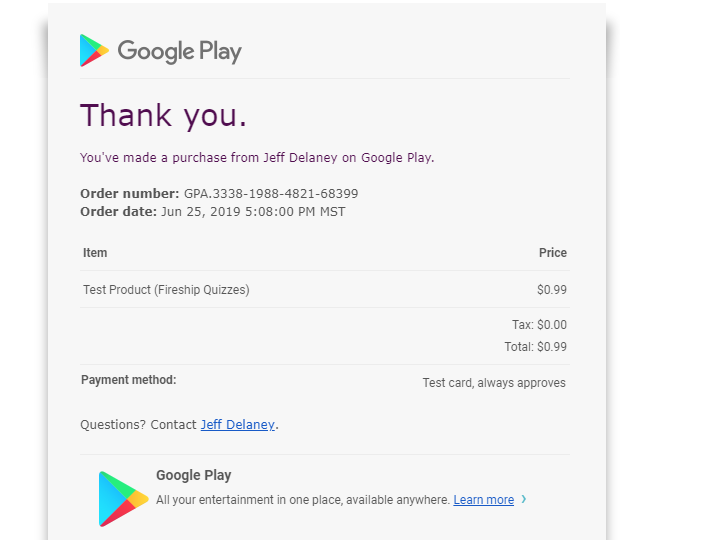 Google Play
Thank you.
You've made a purchase from Jeff Delaney on Google Play.
Order number: GPA.3338-1988-4821-68399
Order date: Jun 25, 2019 5:08:00 PM MST
Item Price
Test Product (Fireship Quizzes) $0.99
Tax: $0.00
Total: $0.99
Payment method: Test card, always approves
Questions? Contact Jeff Delaney.
Google Play
All your entertainment in one place, available anywhere. Learn more ›